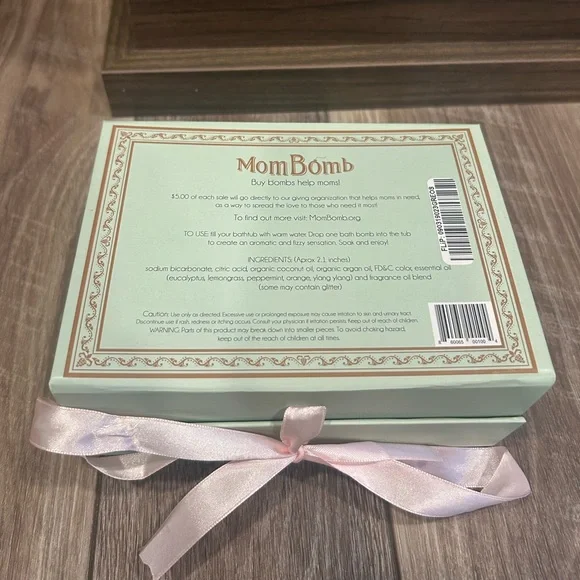 MomBomb
Buy bombs help moms!
$5.00 of each sale will go directly to our giving organization that helps moms in need,
as a way to spread the love to those who need it most!
To find out more visit: MomBomb.org
TO USE: fill your bathtub with warm water. Drop one bath bomb into the tub
to create an aromatic and fizzy sensation. Soak and enjoy!
INGREDIENTS: (Aprox 2.1 inches)
sodium bicarbonate, citric acid, organic coconut oil, organic argan oil, FD&C color, essential oil
(eucalyptus, lemongrass, peppermint, orange, ylang ylang) and fragrance oil blend
(some may contain glitter)
Caution: Use only as directed. Excessive use or prolonged exposure may cause irritation to skin and urinary tract.
Discontinue use if rash, redness or itching occurs. Consult your physician if irritation persists. Keep out of reach of children.
WARNING: Parts of this product may break down into smaller pieces. To avoid choking hazard,
keep out of the reach of children at all times.